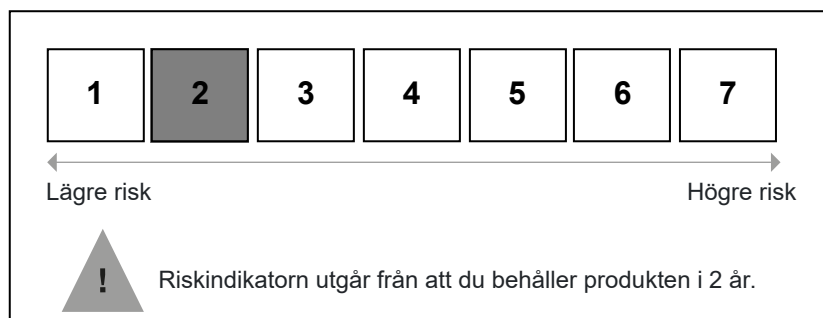 1 2 3 4 5 6 7
Lägre risk Högre risk
! Riskindikatorn utgår från att du behåller produkten i 2 år.